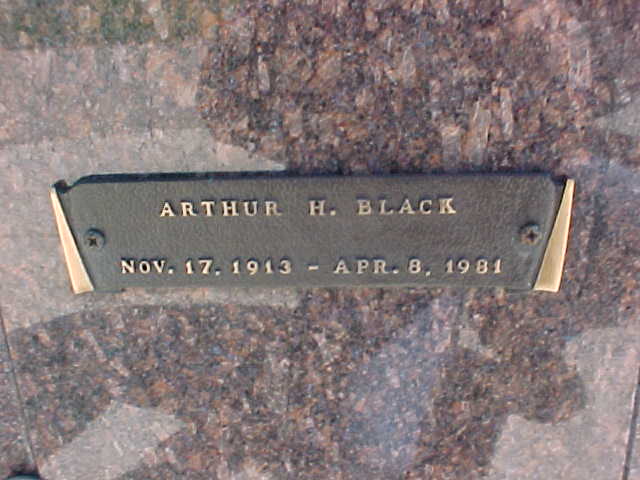 ARTHUR H. BLACK
NOV. 17, 1913 - APR. 8, 1981